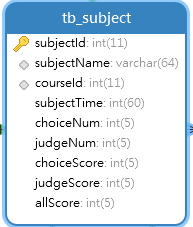 tb_subject
subjectId: int(11)
subjectName: varchar(64)
courseId: int(11)
subjectTime: int(60)
choiceNum: int(5)
judgeNum: int(5)
choiceScore: int(5)
judgeScore: int(5)
allScore: int(5)